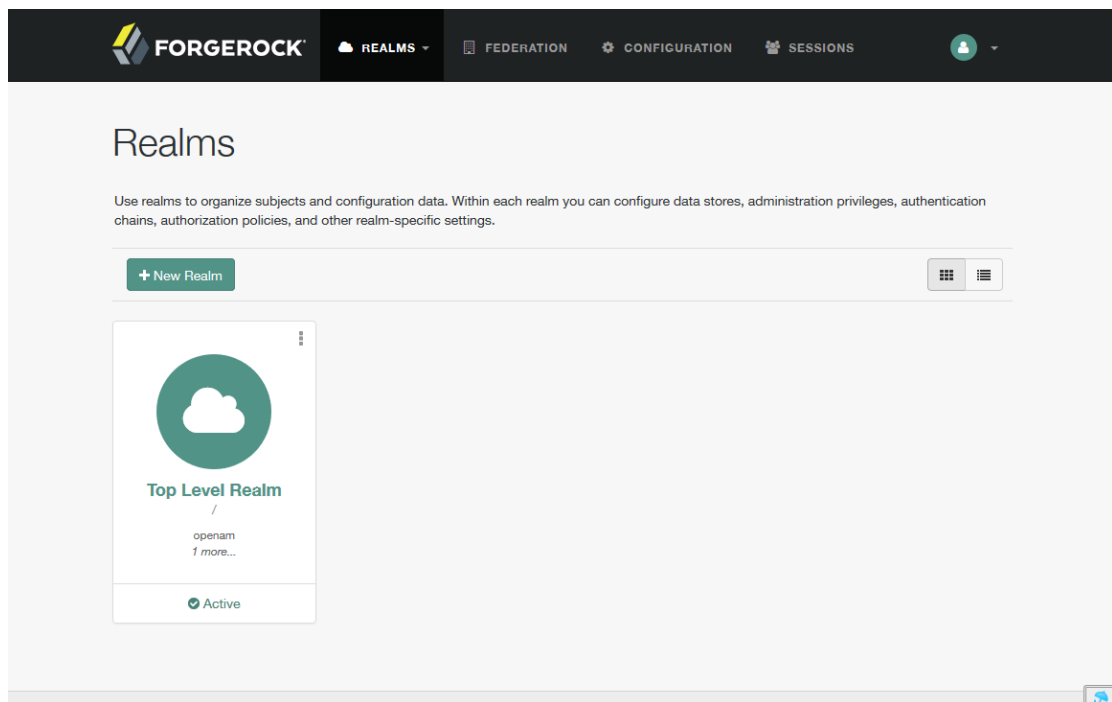 FORGEROCK
REALMS
FEDERATION
CONFIGURATION
SESSIONS
Realms
Use realms to organize subjects and configuration data. Within each realm you can configure data stores, administration privileges, authentication
chains, authorization policies, and other realm-specific settings.
+ New Realm
Top Level Realm
/
openam
1 more...
Active